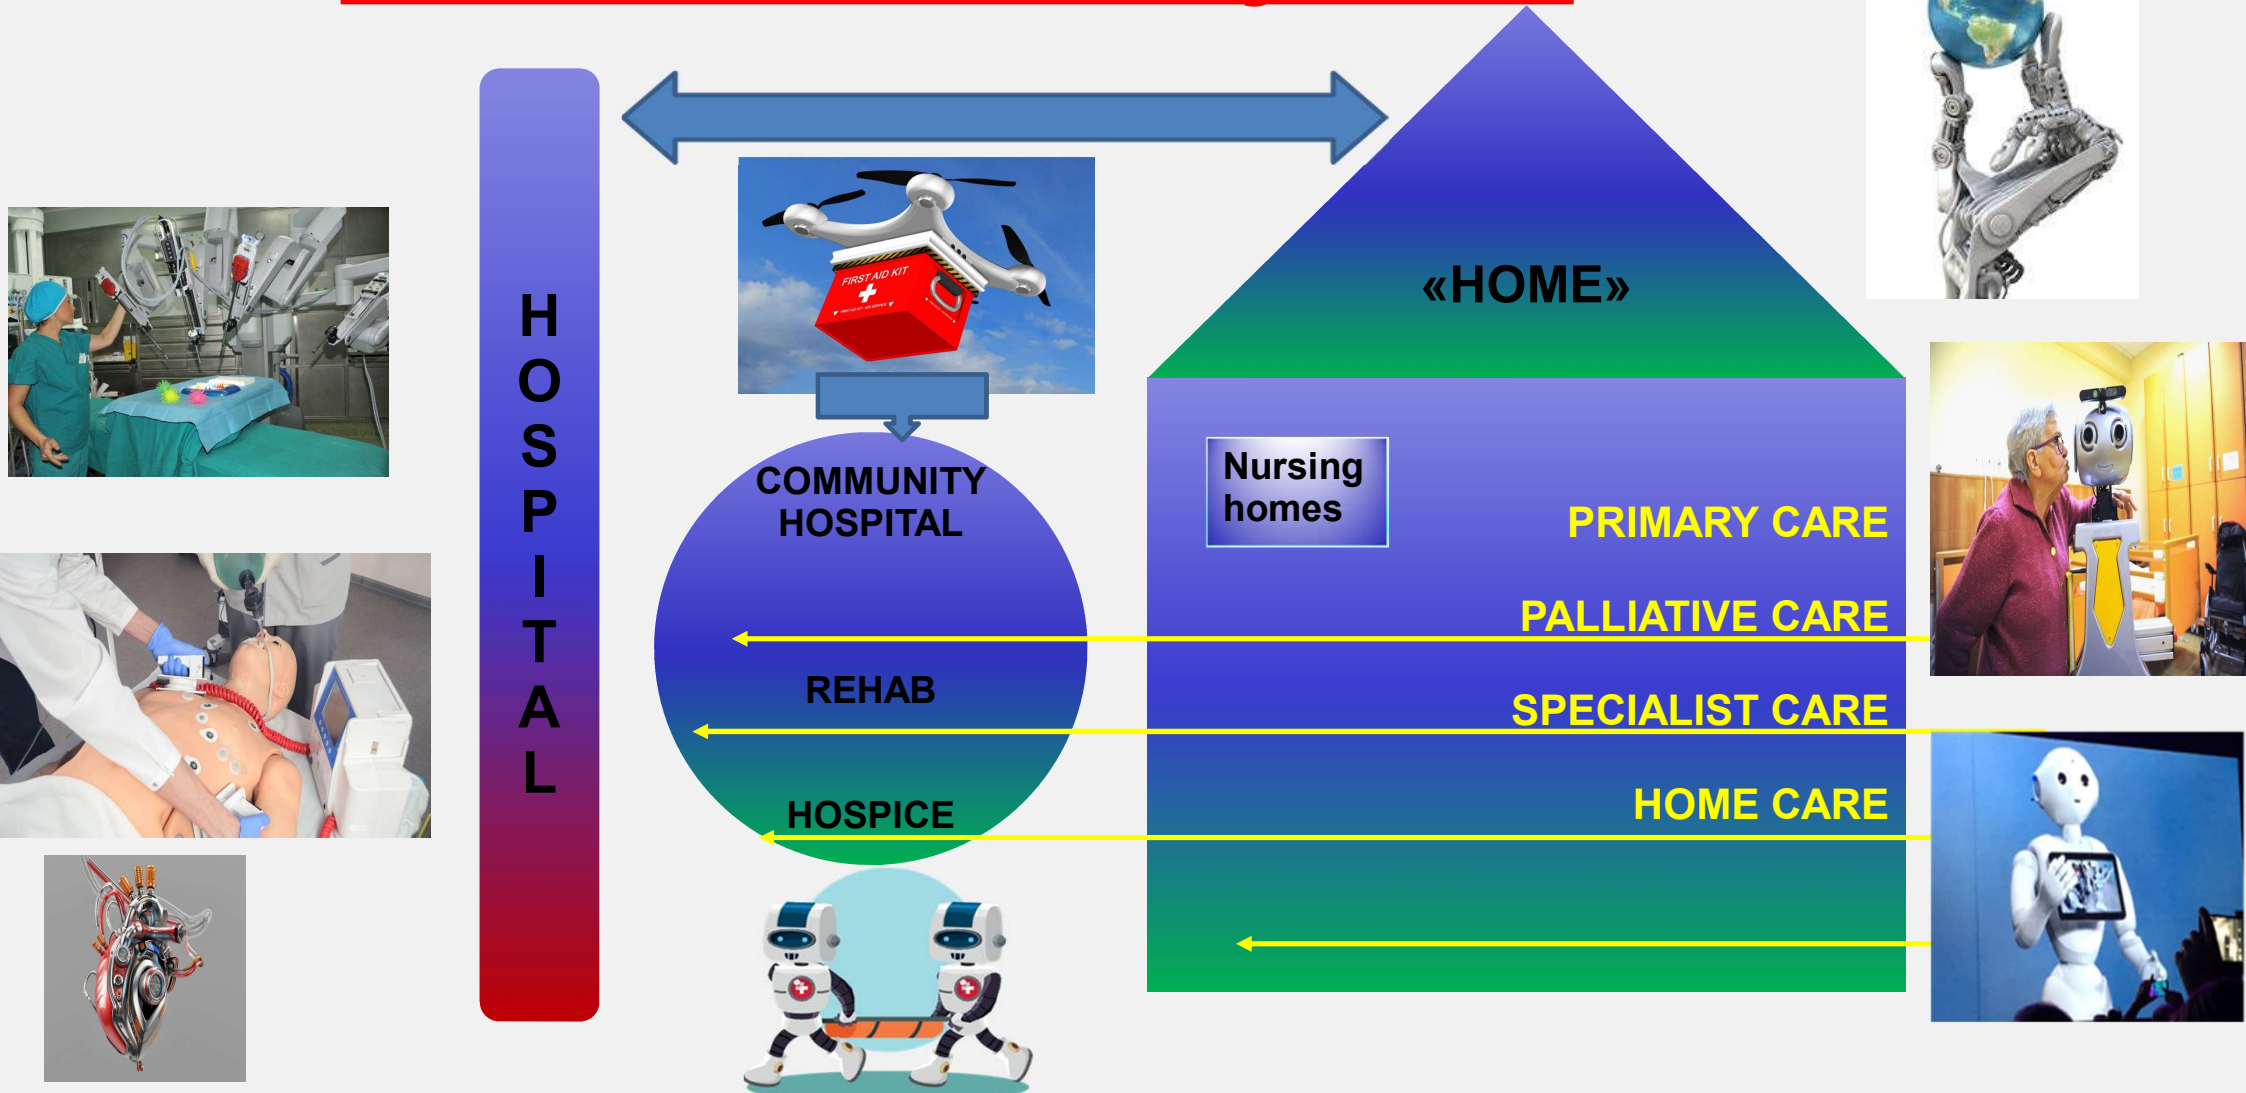 HOSPITAL
FIRST AID KIT
«HOME»
COMMUNITY
HOSPITAL
REHAB
HOSPICE
Nursing
homes
PRIMARY CARE
PALLIATIVE CARE
SPECIALIST CARE
HOME CARE